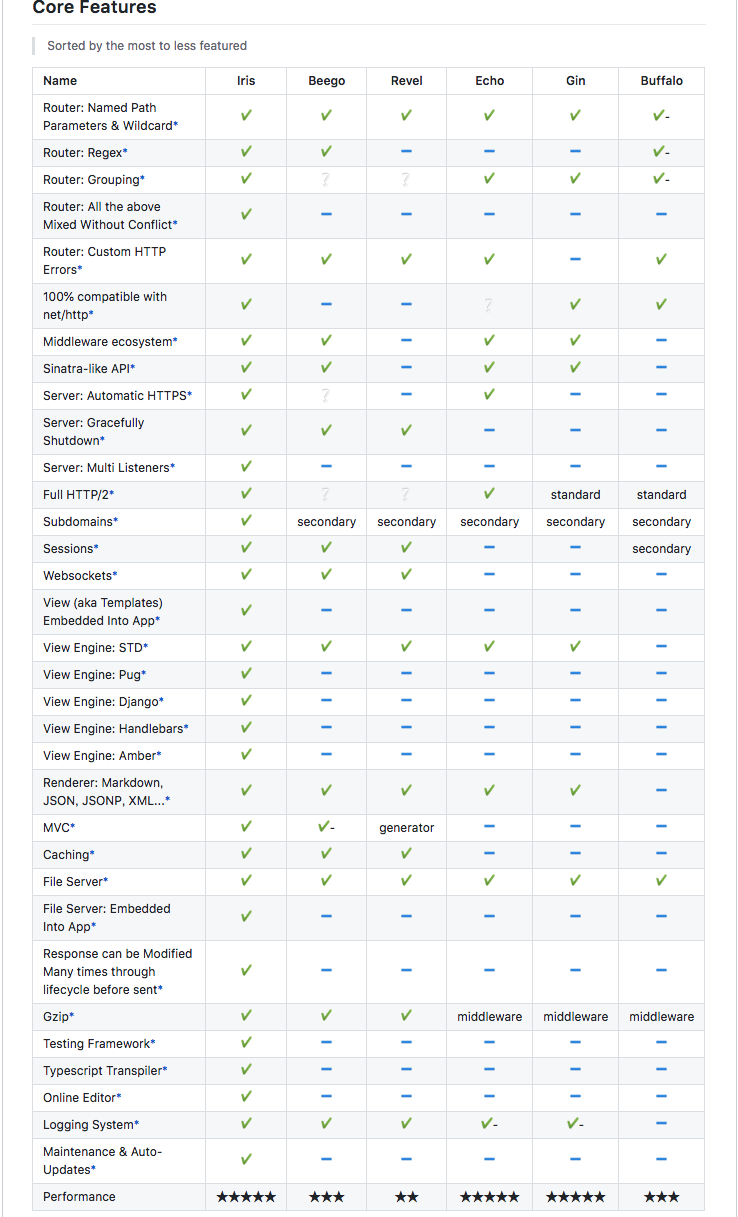 Core Features
Sorted by the most to less featured
Name Iris Beego Revel Echo Gin Buffalo
Router: Named Path
Parameters & Wildcard* ✔ ✔ ✔ ✔ ✔ ✔-
Router: Regex* ✔ ✔ ➖ ➖ ➖ ✔-
Router: Grouping* ✔ ❔ ❔ ✔ ✔ ✔-
Router: All the above
Mixed Without Conflict* ✔ ➖ ➖ ➖ ➖ ➖
Router: Custom HTTP
Errors* ✔ ✔ ✔ ✔ ➖ ✔
100% compatible with
net/http* ✔ ➖ ➖ ❔ ✔ ✔
Middleware ecosystem* ✔ ✔ ➖ ✔ ✔ ➖
Sinatra-like API* ✔ ✔ ➖ ✔ ✔ ➖
Server: Automatic HTTPS* ✔ ❔ ➖ ✔ ➖ ➖
Server: Gracefully
Shutdown* ✔ ✔ ✔ ➖ ➖ ➖
Server: Multi Listeners* ✔ ➖ ➖ ➖ ➖ ➖
Full HTTP/2* ✔ ❔ ❔ ✔ standard standard
Subdomains* ✔ secondary secondary secondary secondary secondary
Sessions* ✔ ✔ ✔ ➖ ➖ secondary
Websockets* ✔ ✔ ✔ ➖ ➖ ➖
View (aka Templates)
Embedded Into App* ✔ ➖ ➖ ➖ ➖ ➖
View Engine: STD* ✔ ✔ ✔ ✔ ✔ ➖
View Engine: Pug* ✔ ➖ ➖ ➖ ➖ ➖
View Engine: Django* ✔ ➖ ➖ ➖ ➖ ➖
View Engine: Handlebars* ✔ ➖ ➖ ➖ ➖ ➖
View Engine: Amber* ✔ ➖ ➖ ➖ ➖ ➖
Renderer: Markdown,
JSON, JSONP, XML...* ✔ ✔ ✔ ✔ ✔ ➖
MVC* ✔ ✔- generator ➖ ➖ ➖
Caching* ✔ ✔ ✔ ➖ ➖ ➖
File Server* ✔ ✔ ✔ ✔ ✔ ✔
File Server: Embedded
Into App* ✔ ➖ ➖ ➖ ➖ ➖
Response can be Modified
Many times through
lifecycle before sent* ✔ ➖ ➖ ➖ ➖ ➖
Gzip* ✔ ✔ ✔ middleware middleware middleware
Testing Framework* ✔ ➖ ➖ ➖ ➖ ➖
Typescript Transpiler* ✔ ➖ ➖ ➖ ➖ ➖
Online Editor* ✔ ➖ ➖ ➖ ➖ ➖
Logging System* ✔ ✔ ✔ ✔- ✔- ➖
Maintenance & Auto-
Updates* ✔ ➖ ➖ ➖ ➖ ➖
Performance ★★★★★ ★★★ ★★ ★★★★★ ★★★★★ ★★★